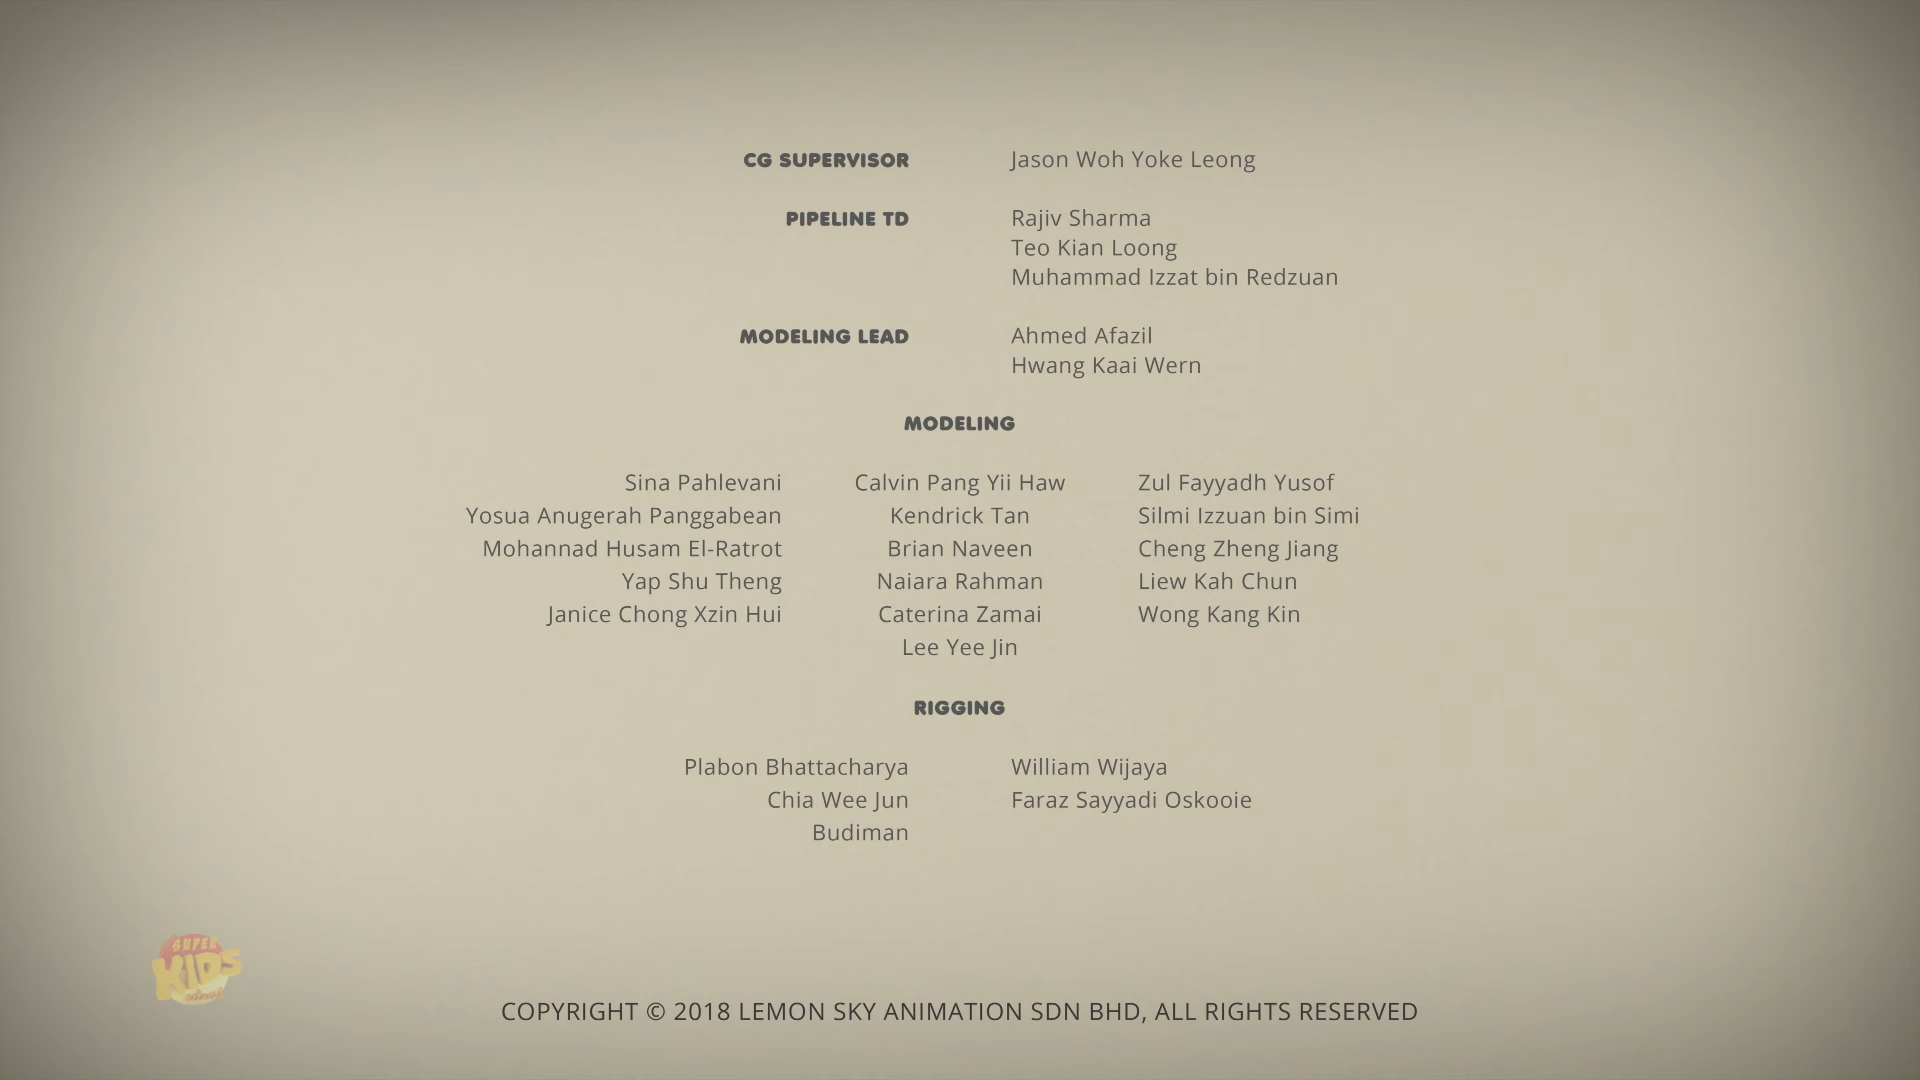 CG SUPERVISOR Jason Woh Yoke Leong
PIPELINE TD Rajiv Sharma
Teo Kian Loong
Muhammad Izzat bin Redzuan
MODELING LEAD Ahmed Afazil
Hwang Kaai Wern
MODELING
Sina Pahlevani Calvin Pang Yii Haw Zul Fayyadh Yusof
Yosua Anugerah Panggabean Kendrick Tan Silmi Izzuan bin Simi
Mohannad Husam El-Ratrot Brian Naveen Cheng Zheng Jiang
Yap Shu Theng Naiara Rahman Liew Kah Chun
Janice Chong Xzin Hui Caterina Zamai Wong Kang Kin
Lee Yee Jin
RIGGING
Plabon Bhattacharya William Wijaya
Chia Wee Jun Faraz Sayyadi Oskooie
Budiman
SUPER
KIDS
COPYRIGHT © 2018 LEMON SKY ANIMATION SDN BHD, ALL RIGHTS RESERVED